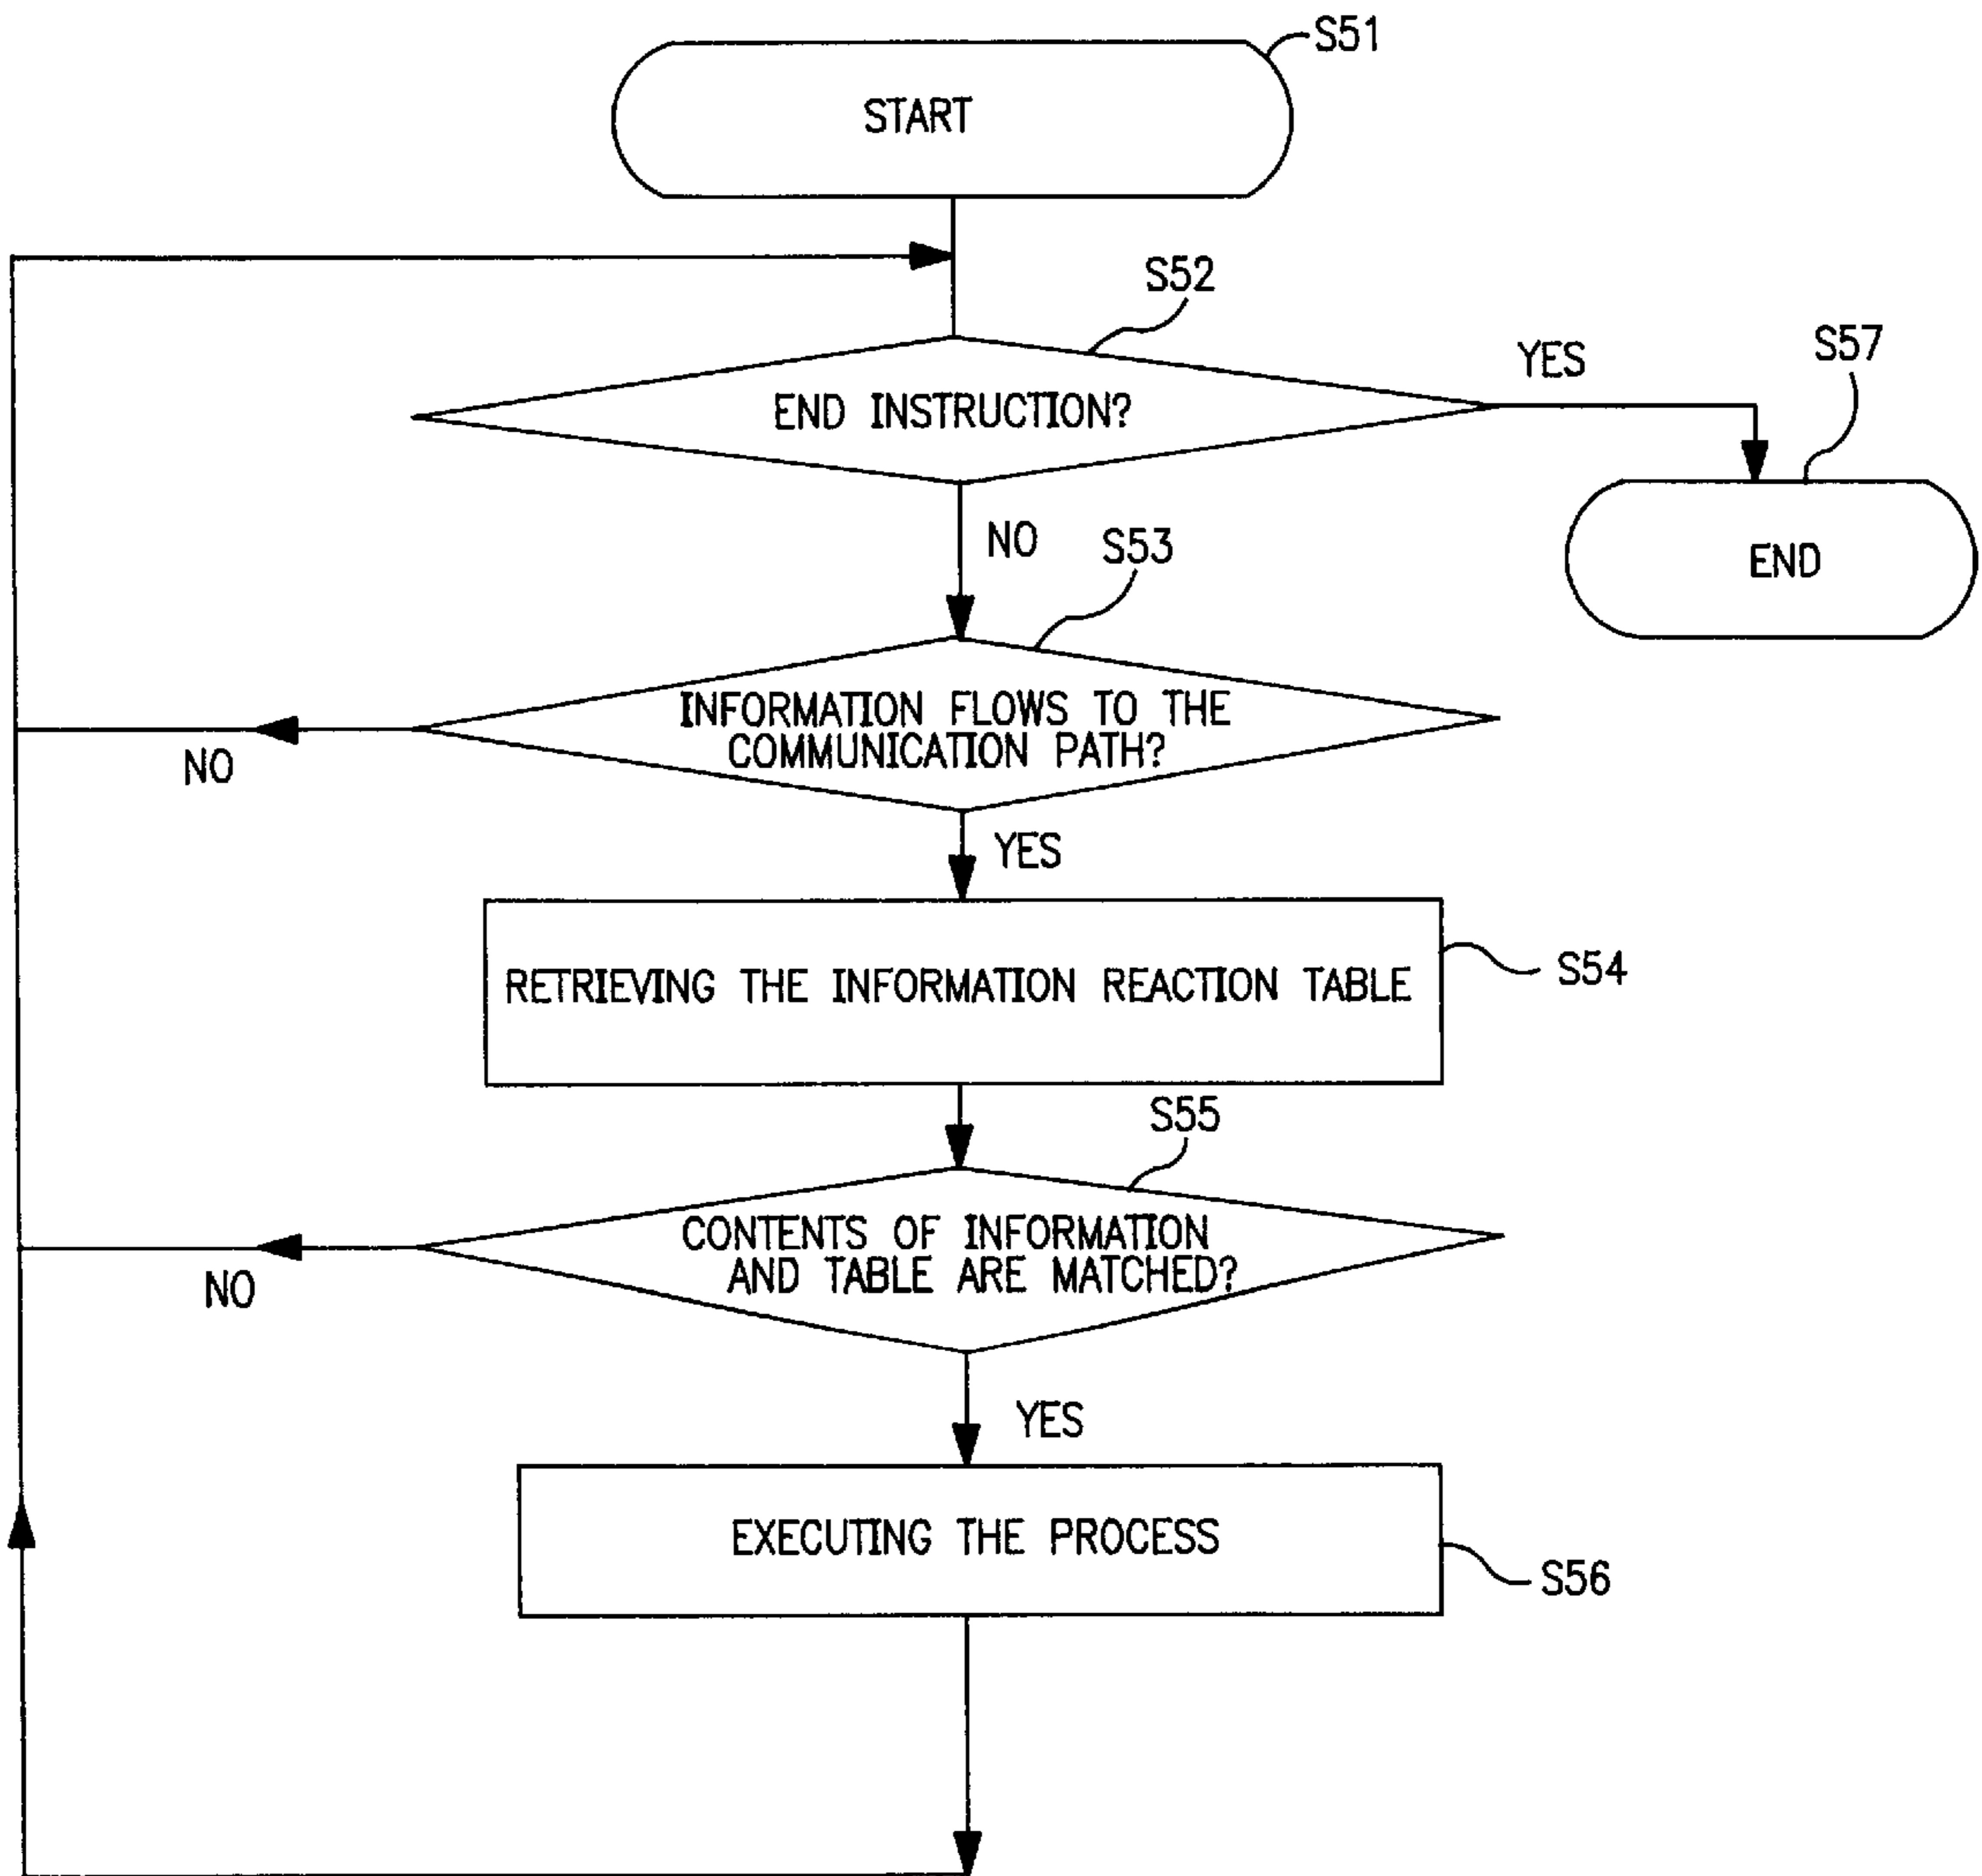 S51
START
S52
YES
S57
END INSTRUCTION?
END
NO
S53
INFORMATION FLOWS TO THE
COMMUNICATION PATH?
NO
YES
RETRIEVING THE INFORMATION REACTION TABLE
S54
S55
CONTENTS OF INFORMATION
AND TABLE ARE MATCHED?
NO
YES
EXECUTING THE PROCESS
S56